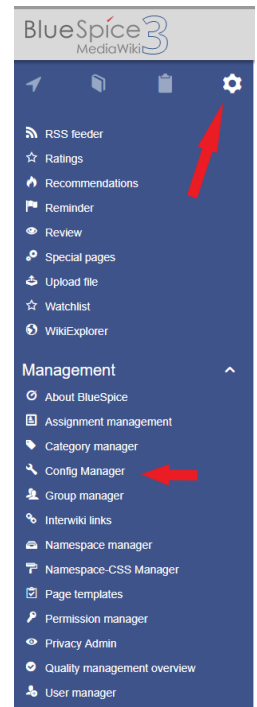 BlueSpice 3
MediaWiki
RSS feeder
Ratings
Recommendations
Reminder
Review
Special pages
Upload file
Watchlist
WikiExplorer
Management
About BlueSpice
Assignment management
Category manager
Config Manager
Group manager
Interwiki links
Namespace manager
Namespace-CSS Manager
Page templates
Permission manager
Privacy Admin
Quality management overview
User manager